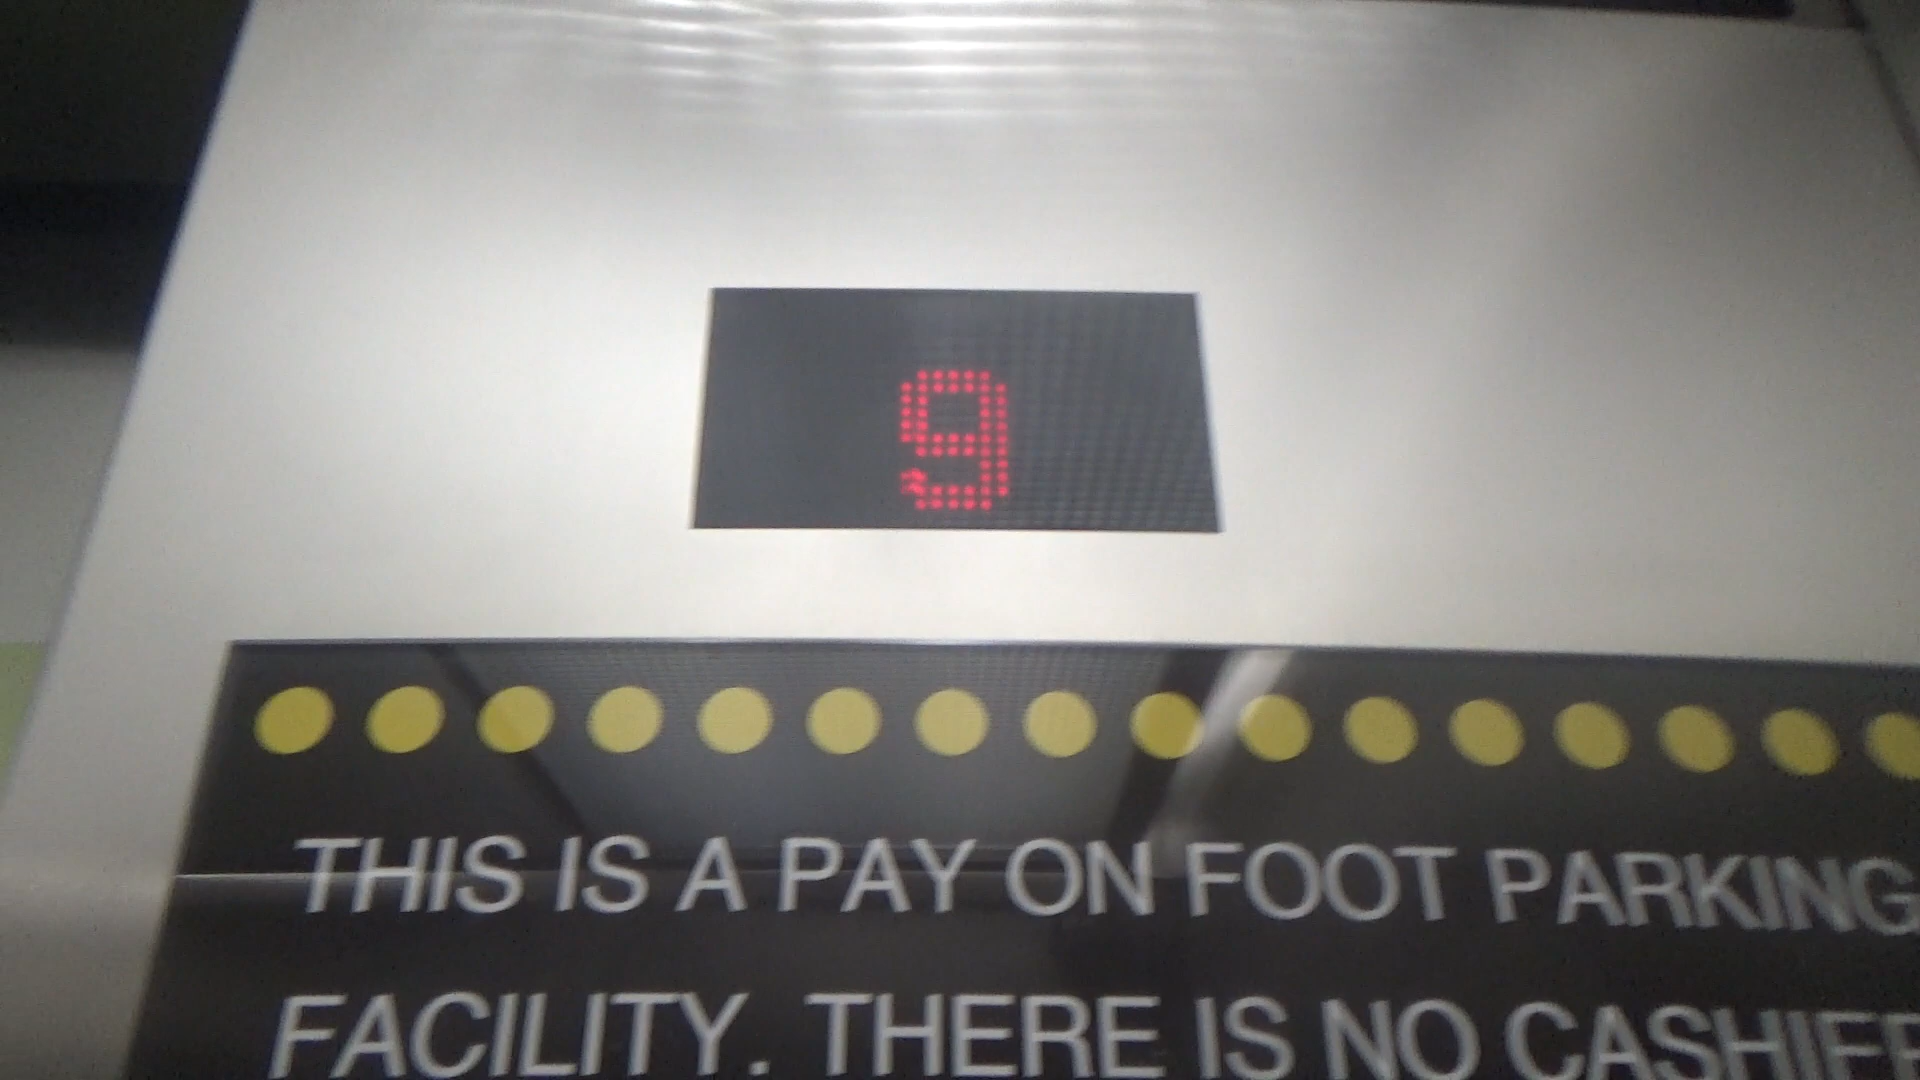 9
THIS IS A PAY ON FOOT PARKING
FACILITY. THERE IS NO